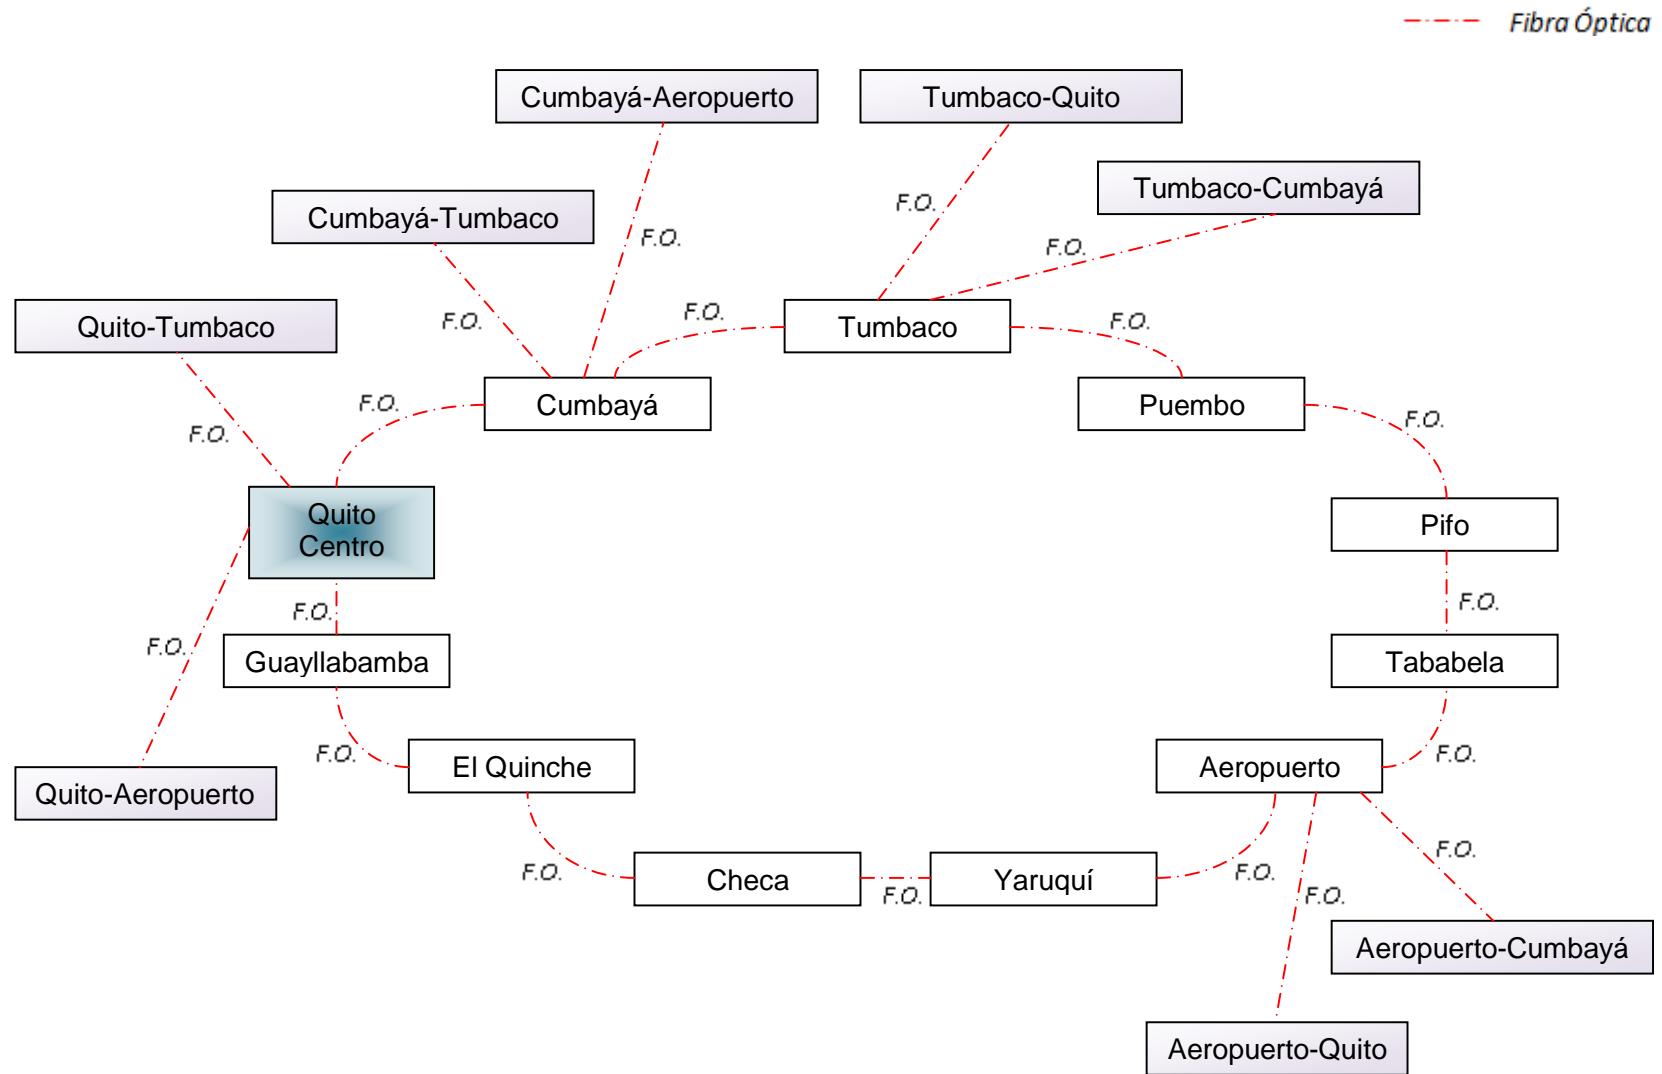 Fibra Óptica
Cumbayá-Aeropuerto
Tumbaco-Quito
Tumbaco-Cumbayá
Cumbayá-Tumbaco
F.O.
F.O.
F.O.
Quito-Tumbaco
F.O.
F.O.
Tumbaco
F.O.
F.O.
Cumbayá
Puembo
F.O.
F.O.
Quito
Centro
Pifo
F.O.
F.O.
F.O.
Guayllabamba
Tababela
F.O.
El Quinche
Aeropuerto
F.O.
Quito-Aeropuerto
F.O.
Checa
F.O.
Yaruquí
F.O.
F.O.
F.O.
Aeropuerto-Cumbayá
Aeropuerto-Quito